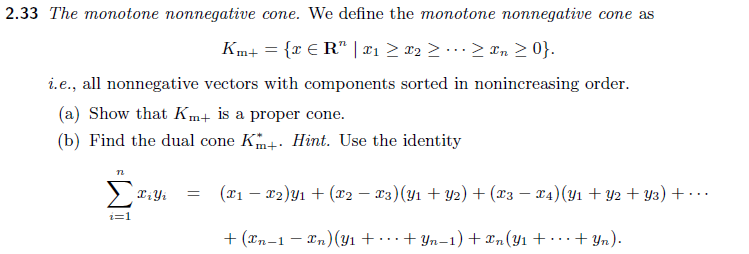 2.33 The monotone nonnegative cone. We define the monotone nonnegative cone as
K_{m+} = {x ∈ R^n | x_1 ≥ x_2 ≥ ⋯ ≥ x_n ≥ 0}.
i.e., all nonnegative vectors with components sorted in nonincreasing order.
(a) Show that K_{m+} is a proper cone.
(b) Find the dual cone K^*_{m+}. Hint. Use the identity
∑_{i=1}^{n} x_i y_i = (x_1 − x_2)y_1 + (x_2 − x_3)(y_1 + y_2) + (x_3 − x_4)(y_1 + y_2 + y_3) + ⋯
+ (x_{n−1} − x_n)(y_1 + ⋯ + y_{n−1}) + x_n(y_1 + ⋯ + y_n).